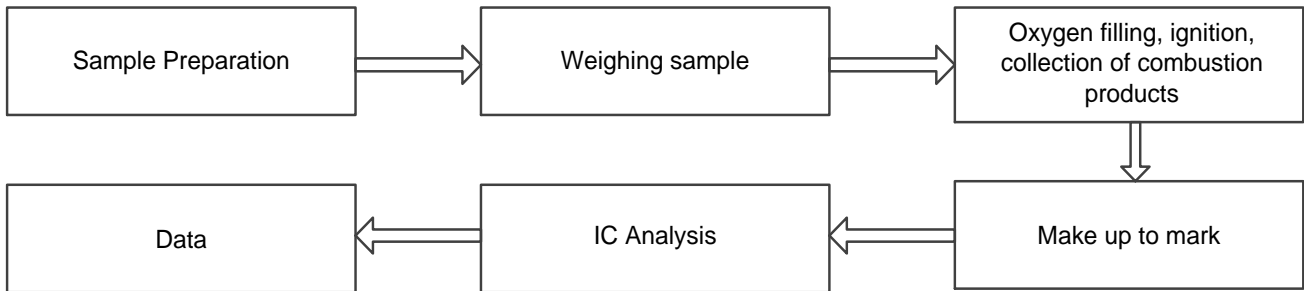 Sample Preparation
Weighing sample
Oxygen filling, ignition,
collection of combustion
products
Make up to mark
IC Analysis
Data